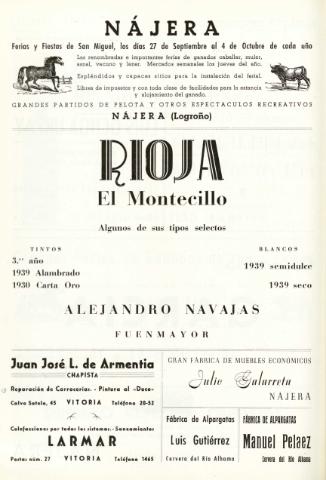 NÁJERA
Ferias y Fiestas de San Miguel, los días 27 de Septiembre al 4 de Octubre de cada año
Las renombradas e importantes ferias de ganados caballar, mular,
asnal, vacuno y lanar. Mercados semanales los jueves del año.
Espléndidos y capaces sitios para la instalación del ferial.
Libres de impuestos y con toda clase de facilidades para la estancia
y alojamiento del ganado.
GRANDES PARTIDOS DE PELOTA Y OTROS ESPECTACULOS RECREATIVOS
NÁJERA (Logroño)
RIOJA
El Montecillo
Algunos de sus tipos selectos
TINTOS
3.er año
1939 Alambrado
1930 Carta Oro
BLANCOS
1939 semidulce
1939 seco
ALEJANDRO NAVAJAS
FUENMAYOR
Juan José L. de Armentia
CHAPISTA
Reparación de Carrocerías. - Pintura al «Duco»
Calvo Sotelo, 45 VITORIA Teléfono 20-52
Calefacciones por todos los sistemas. - Saneamientos
LARMAR
Postas núm. 27 VITORIA Teléfono 1465
GRAN FÁBRICA DE MUEBLES ECONOMICOS
Julio Galarreta
NAJERA
Fábrica de Alpargatas
Luís Gutiérrez
Cervera del Río Alhama
FÁBRICA DE ALPARGATAS
Manuel Pelaez
Cervera del Río Alhama